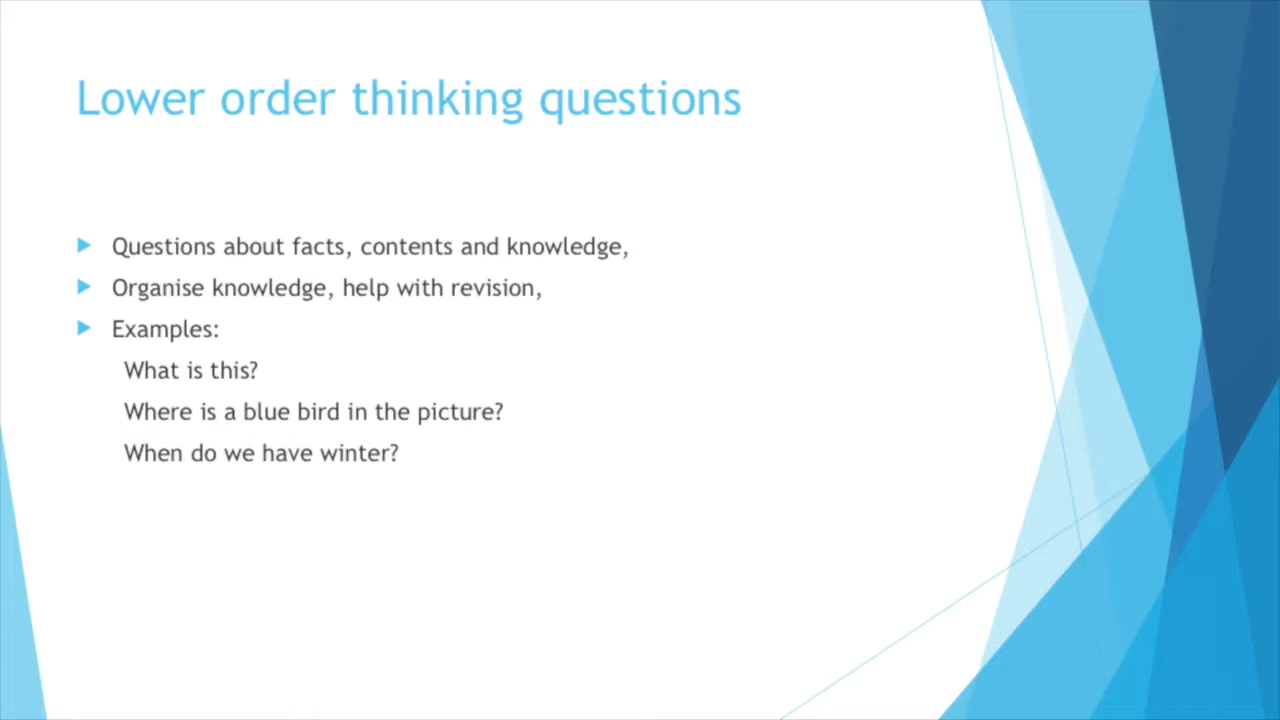 Lower order thinking questions
Questions about facts, contents and knowledge,
Organise knowledge, help with revision,
Examples:
What is this?
Where is a blue bird in the picture?
When do we have winter?